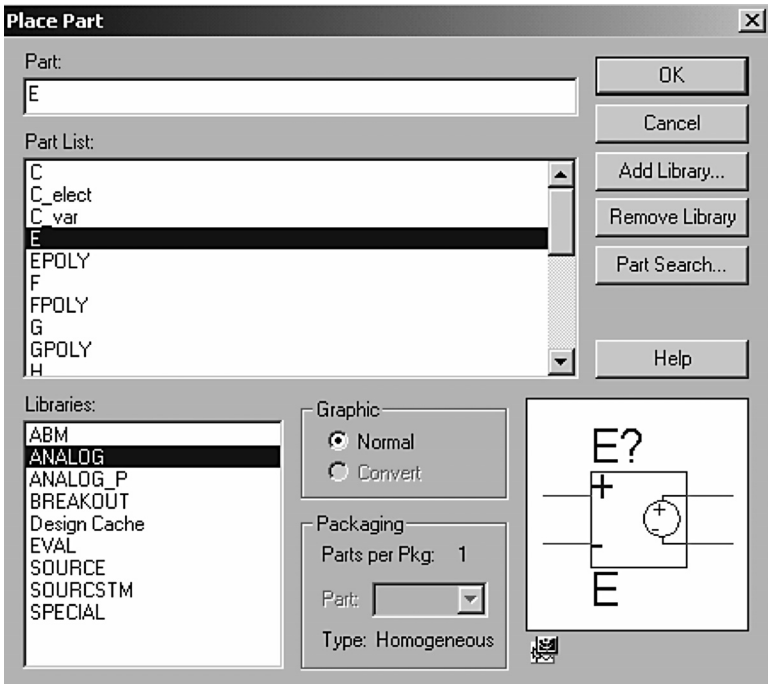 Place Part
Part:
E
OK
Cancel
Part List:
C
C_elect
C_var
E
EPOLY
F
FPOLY
G
GPOLY
H
Add Library...
Remove Library
Part Search...
Help
Libraries:
ABM
ANALOG
ANALOG_P
BREAKOUT
Design Cache
EVAL
SOURCE
SOURCSTM
SPECIAL
Graphic
Normal
Convert
Packaging
Parts per Pkg: 1
Part:
Type: Homogeneous
E?
+
+
-
-
E